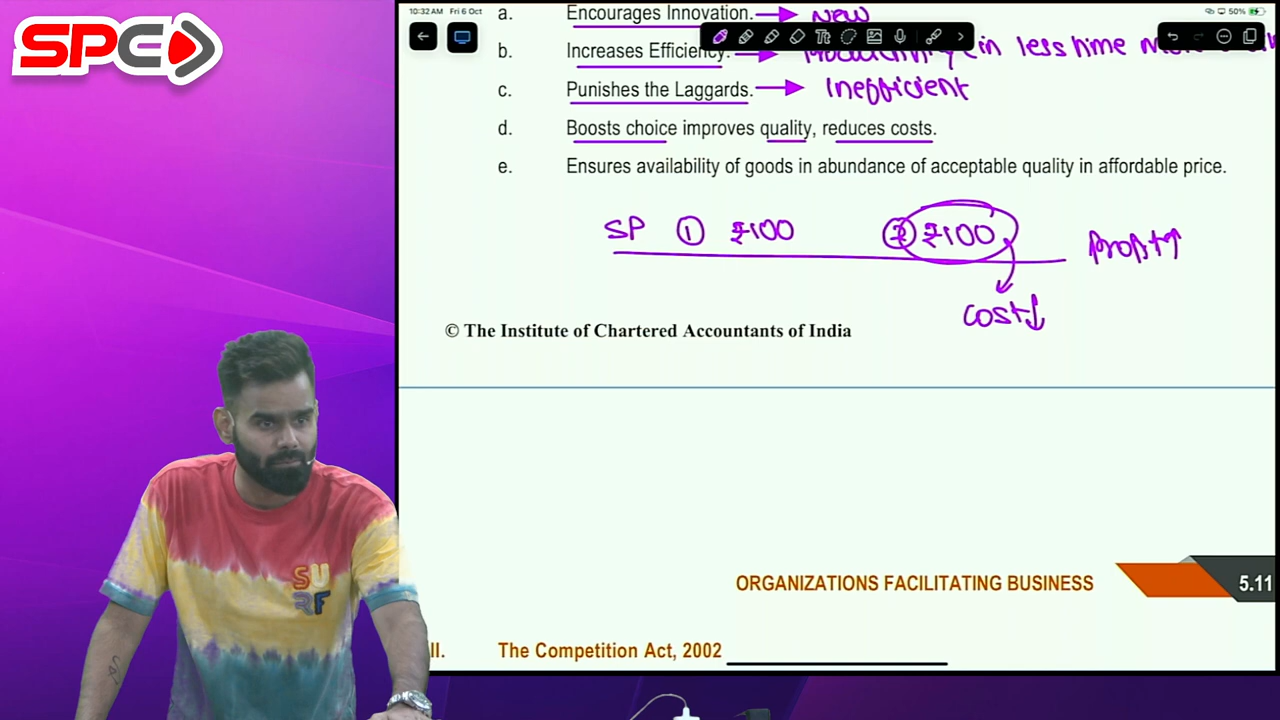 SPC
10:32 AM Fri 6 Oct
50%
a. Encourages Innovation. New
b. Increases Efficiency. in less time
c. Punishes the Laggards. Inefficient
d. Boosts choice improves quality, reduces costs.
e. Ensures availability of goods in abundance of acceptable quality in affordable price.
SP ① ₹100 ② ₹100 Profit↑
Cost↓
© The Institute of Chartered Accountants of India
SURF
ORGANIZATIONS FACILITATING BUSINESS 5.11
II. The Competition Act, 2002